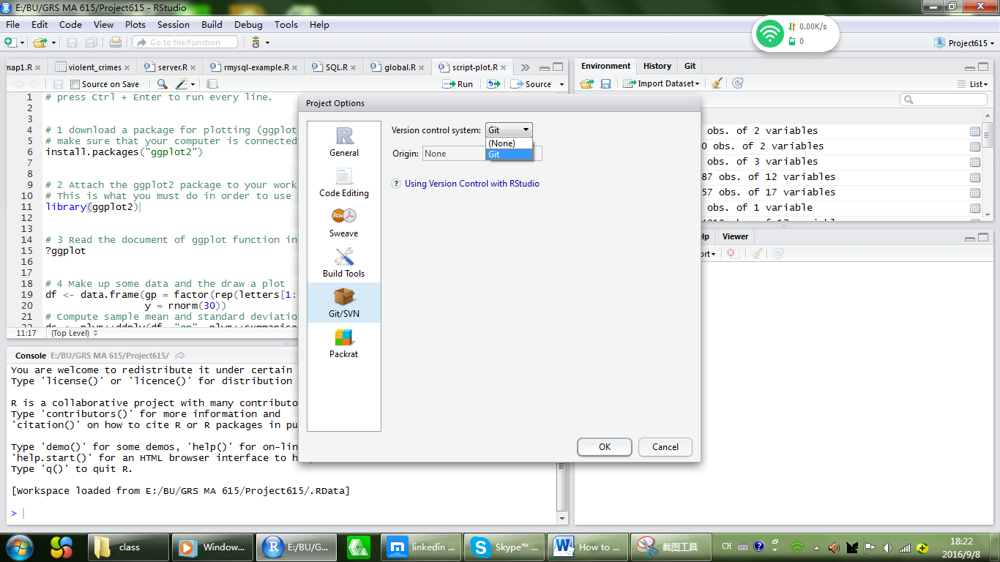 E:/BU/GRS MA 615/Project615 - RStudio
File Edit Code View Plots Session Build Debug Tools Help
0.00K/s
0
Go to file/function
Project615
map1.R violent_crimes server.R rmysql-example.R SQL.R global.R script-plot.R
Source on Save Run Source
1 # press Ctrl + Enter to run every line.
2
3
4 # 1 download a package for plotting (ggplot
5 # make sure that your computer is connected
6 install.packages("ggplot2")
7
8
9 # 2 Attach the ggplot2 package to your work
10 # This is what you must do in order to use
11 library(ggplot2)
12
13
14 # 3 Read the document of ggplot function in
15 ?ggplot
16
17
18 # 4 Make up some data and the draw a plot
19 df <- data.frame(gp = factor(rep(letters[1:
20 y = rnorm(30))
21 # Compute sample mean and standard deviatio
22 ds <- plyr::ddply(df, "gp", plyr::summarise
11:17 (Top Level)
Console E:/BU/GRS MA 615/Project615/
You are welcome to redistribute it under certain
Type 'license()' or 'licence()' for distribution
R is a collaborative project with many contributo
Type 'contributors()' for more information and
'citation()' on how to cite R or R packages in pu
Type 'demo()' for some demos, 'help()' for on-lin
'help.start()' for an HTML browser interface to h
Type 'q()' to quit R.
[Workspace loaded from E:/BU/GRS MA 615/Project615/.RData]
>
Project Options
General
Code Editing
Sweave
Build Tools
Git/SVN
Packrat
Version control system: Git
(None)
Git
Origin: None
? Using Version Control with RStudio
OK Cancel
Environment History Git
Import Dataset List
obs. of 2 variables
0 obs. of 2 variables
obs. of 3 variables
87 obs. of 12 variables
57 obs. of 17 variables
obs. of 1 variable
lp Viewer
ort
class Window... E:/BU/G... linkedin ... Skype™ ... How to ... 截图工具
CH
18:22
2016/9/8